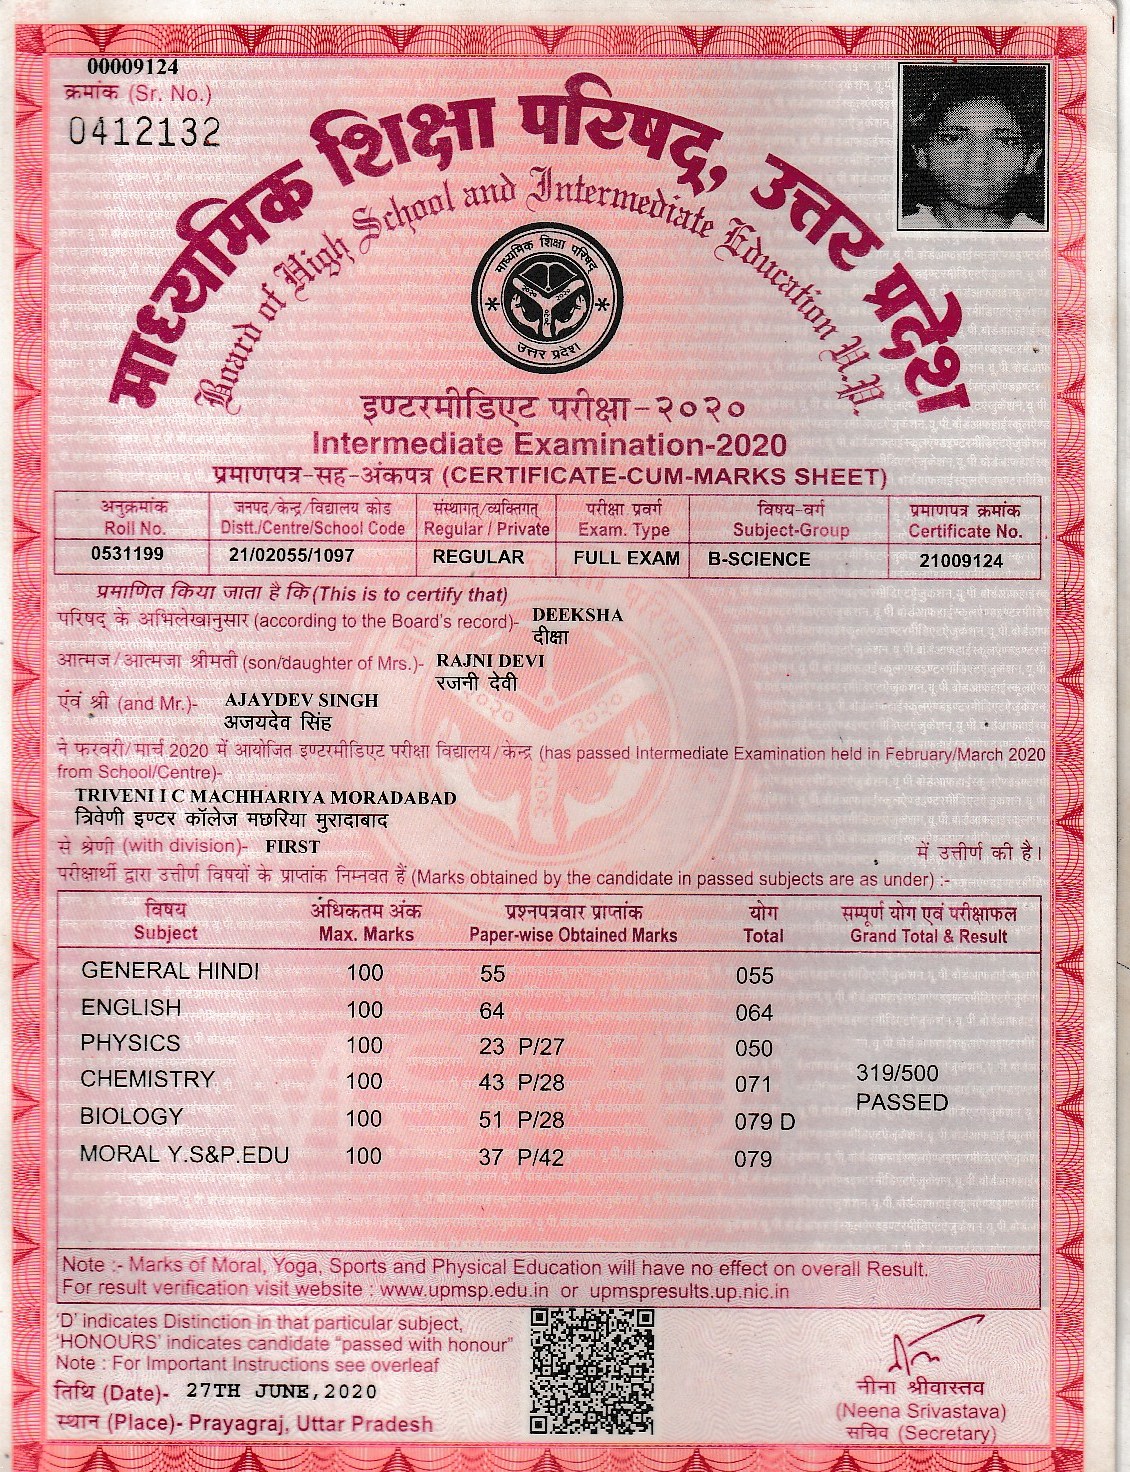 00009124
क्रमांक (Sr. No.)
0412132
माध्यमिक शिक्षा परिषद्, उत्तर प्रदेश
Board of High School and Intermediate Education U.P.
माध्यमिक शिक्षा परिषद्
उत्तर प्रदेश
इण्टरमीडिएट परीक्षा-२०२०
Intermediate Examination-2020
प्रमाणपत्र-सह-अंकपत्र (CERTIFICATE-CUM-MARKS SHEET)
अनुक्रमांक जनपद/केन्द्र/विद्यालय कोड संस्थागत्/व्यक्तिगत् परीक्षा प्रवर्ग विषय-वर्ग प्रमाणपत्र क्रमांक
Roll No. Distt./Centre/School Code Regular / Private Exam. Type Subject-Group Certificate No.
0531199 21/02055/1097 REGULAR FULL EXAM B-SCIENCE 21009124
प्रमाणित किया जाता है कि (This is to certify that)
परिषद् के अभिलेखानुसार (according to the Board's record)- DEEKSHA
दीक्षा
आत्मज/आत्मजा श्रीमती (son/daughter of Mrs.)- RAJNI DEVI
रजनी देवी
एंव श्री (and Mr.)- AJAYDEV SINGH
अजयदेव सिंह
ने फरवरी/मार्च 2020 में आयोजित इण्टरमीडिएट परीक्षा विद्यालय/केन्द्र (has passed Intermediate Examination held in February/March 2020
from School/Centre)-
TRIVENI I C MACHHARIYA MORADABAD
त्रिवेणी इण्टर कॉलेज मछरिया मुरादाबाद
से श्रेणी (with division)- FIRST में उत्तीर्ण की है।
परीक्षार्थी द्वारा उत्तीर्ण विषयों के प्राप्तांक निम्नवत हैं (Marks obtained by the candidate in passed subjects are as under) :-
विषय अधिकतम अंक प्रश्नपत्रवार प्राप्तांक योग सम्पूर्ण योग एवं परीक्षाफल
Subject Max. Marks Paper-wise Obtained Marks Total Grand Total & Result
GENERAL HINDI 100 55 055
ENGLISH 100 64 064
PHYSICS 100 23 P/27 050
CHEMISTRY 100 43 P/28 071 319/500
PASSED
BIOLOGY 100 51 P/28 079 D
MORAL Y.S&P.EDU 100 37 P/42 079
Note :- Marks of Moral, Yoga, Sports and Physical Education will have no effect on overall Result.
For result verification visit website : www.upmsp.edu.in or upmspresults.up.nic.in
'D' indicates Distinction in that particular subject,
'HONOURS' indicates candidate "passed with honour"
Note : For Important Instructions see overleaf
तिथि (Date)- 27TH JUNE,2020
स्थान (Place)- Prayagraj, Uttar Pradesh
नीना श्रीवास्तव
(Neena Srivastava)
सचिव (Secretary)